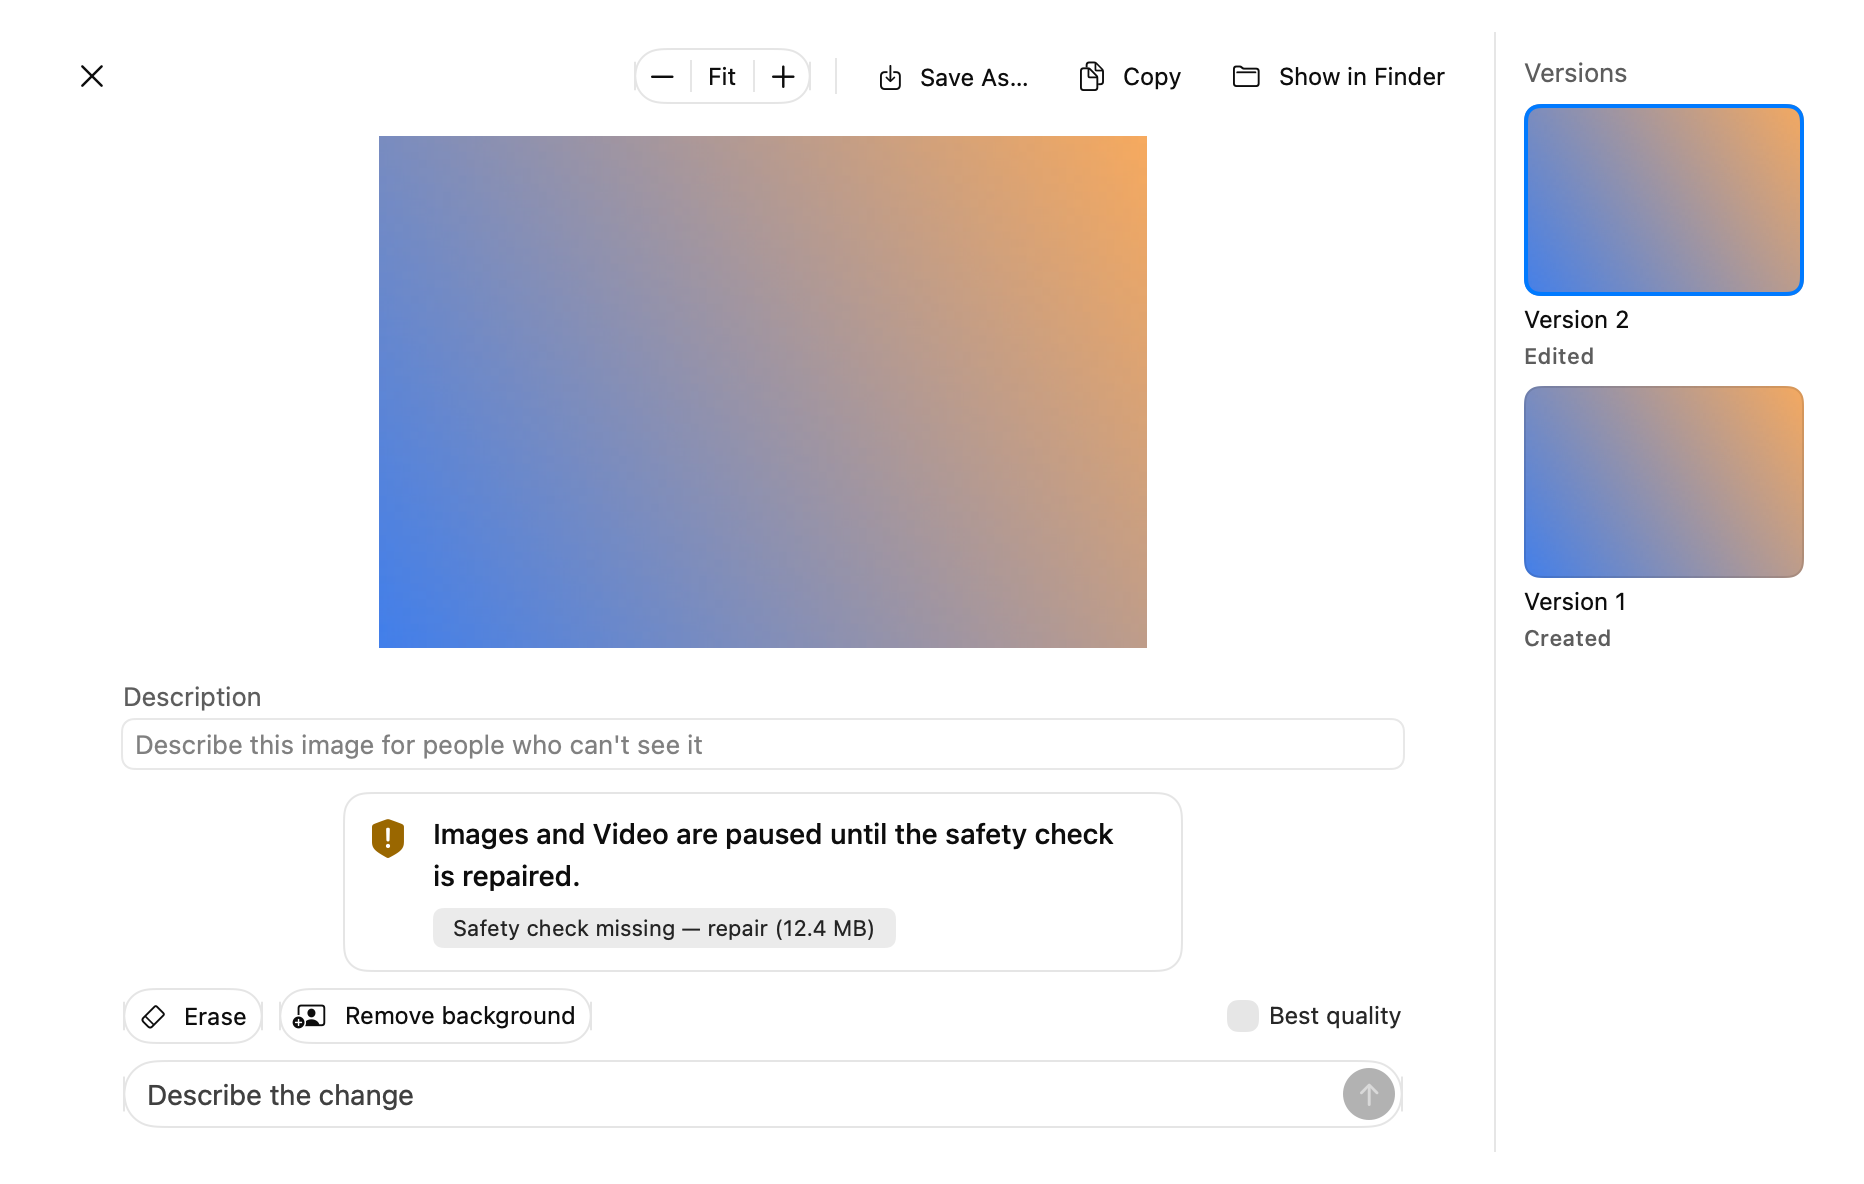 Fit
Save As...
Copy
Show in Finder
Versions
Version 2
Edited
Version 1
Created
Description
Describe this image for people who can't see it
Images and Video are paused until the safety check
is repaired.
Safety check missing — repair (12.4 MB)
Erase
Remove background
Best quality
Describe the change